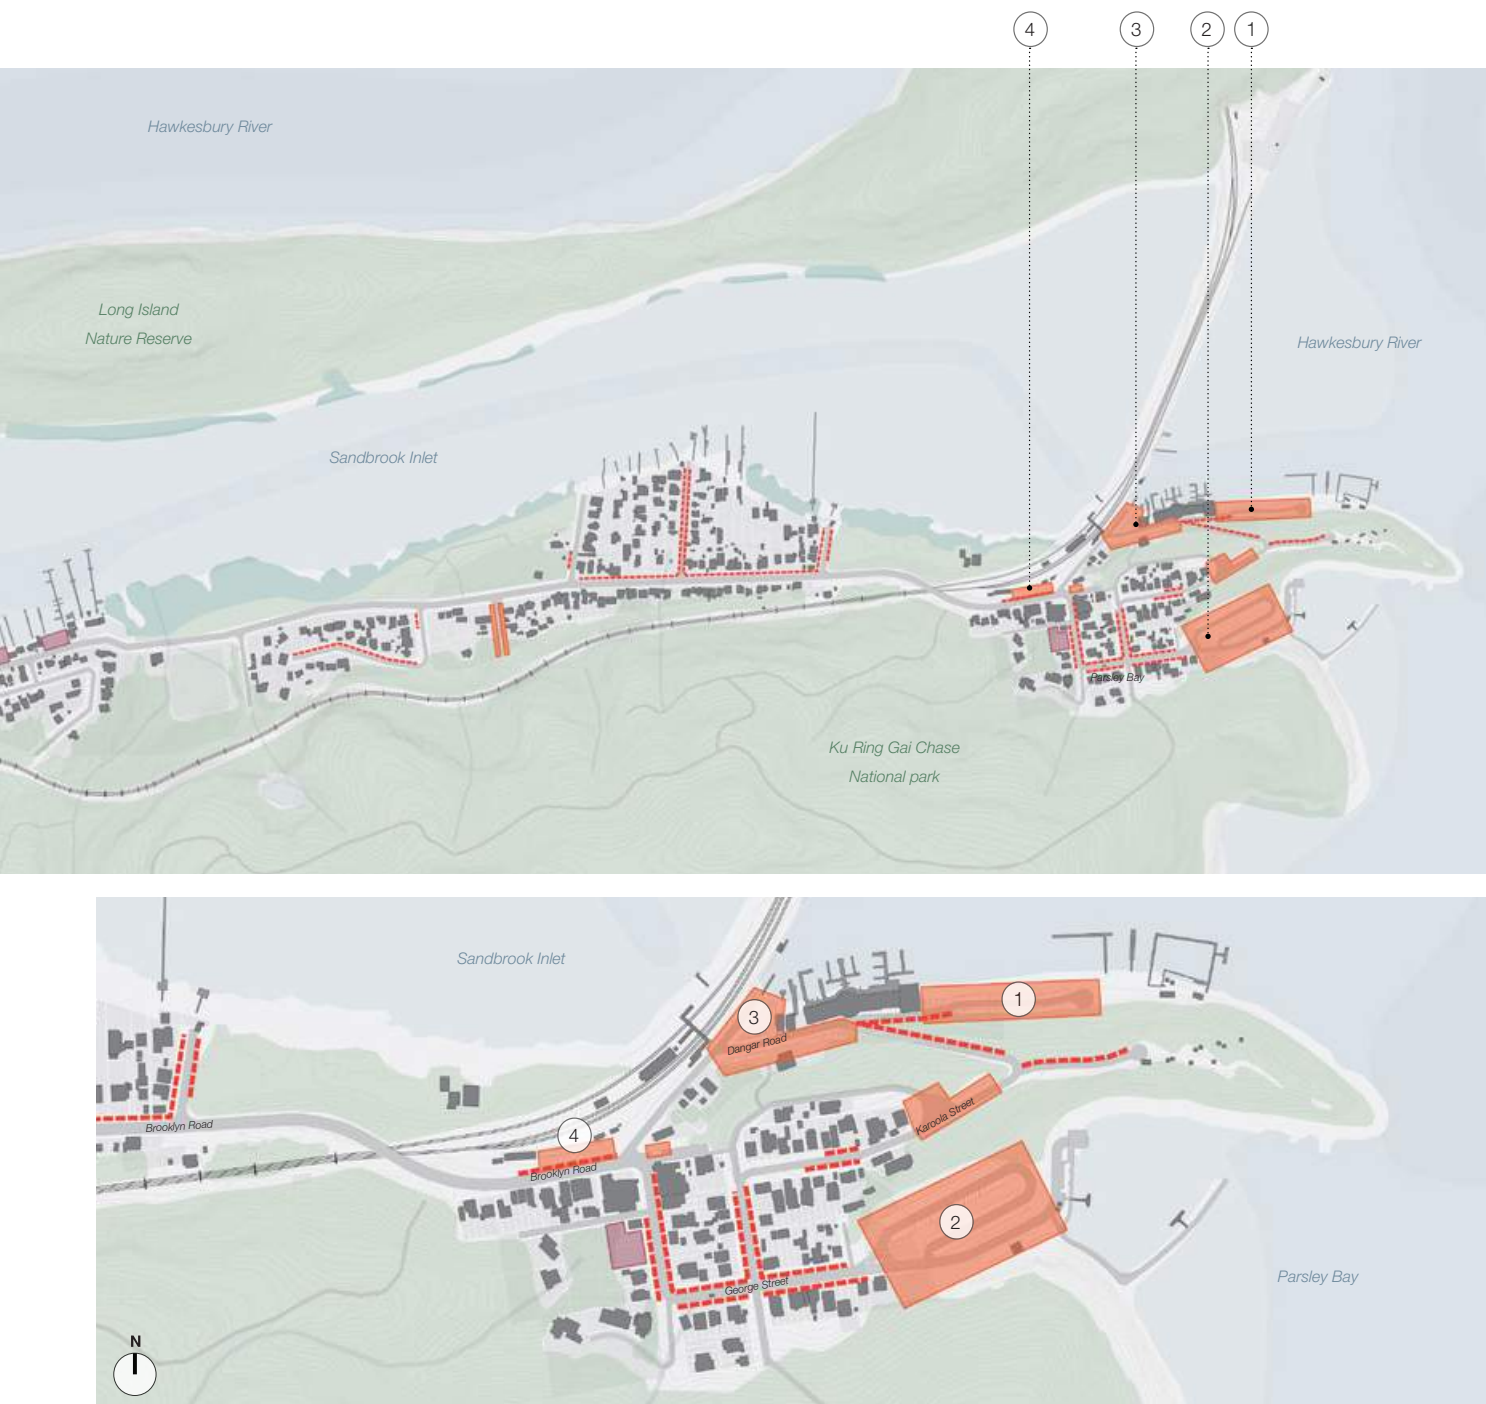 4
3
2
1
Hawkesbury River
Long Island
Nature Reserve
Hawkesbury River
Sandbrook Inlet
Parsley Bay
Ku Ring Gai Chase
National park
Sandbrook Inlet
1
3
Dangar Road
Karoola Street
Brooklyn Road
4
Brooklyn Road
2
George Street
Parsley Bay
N